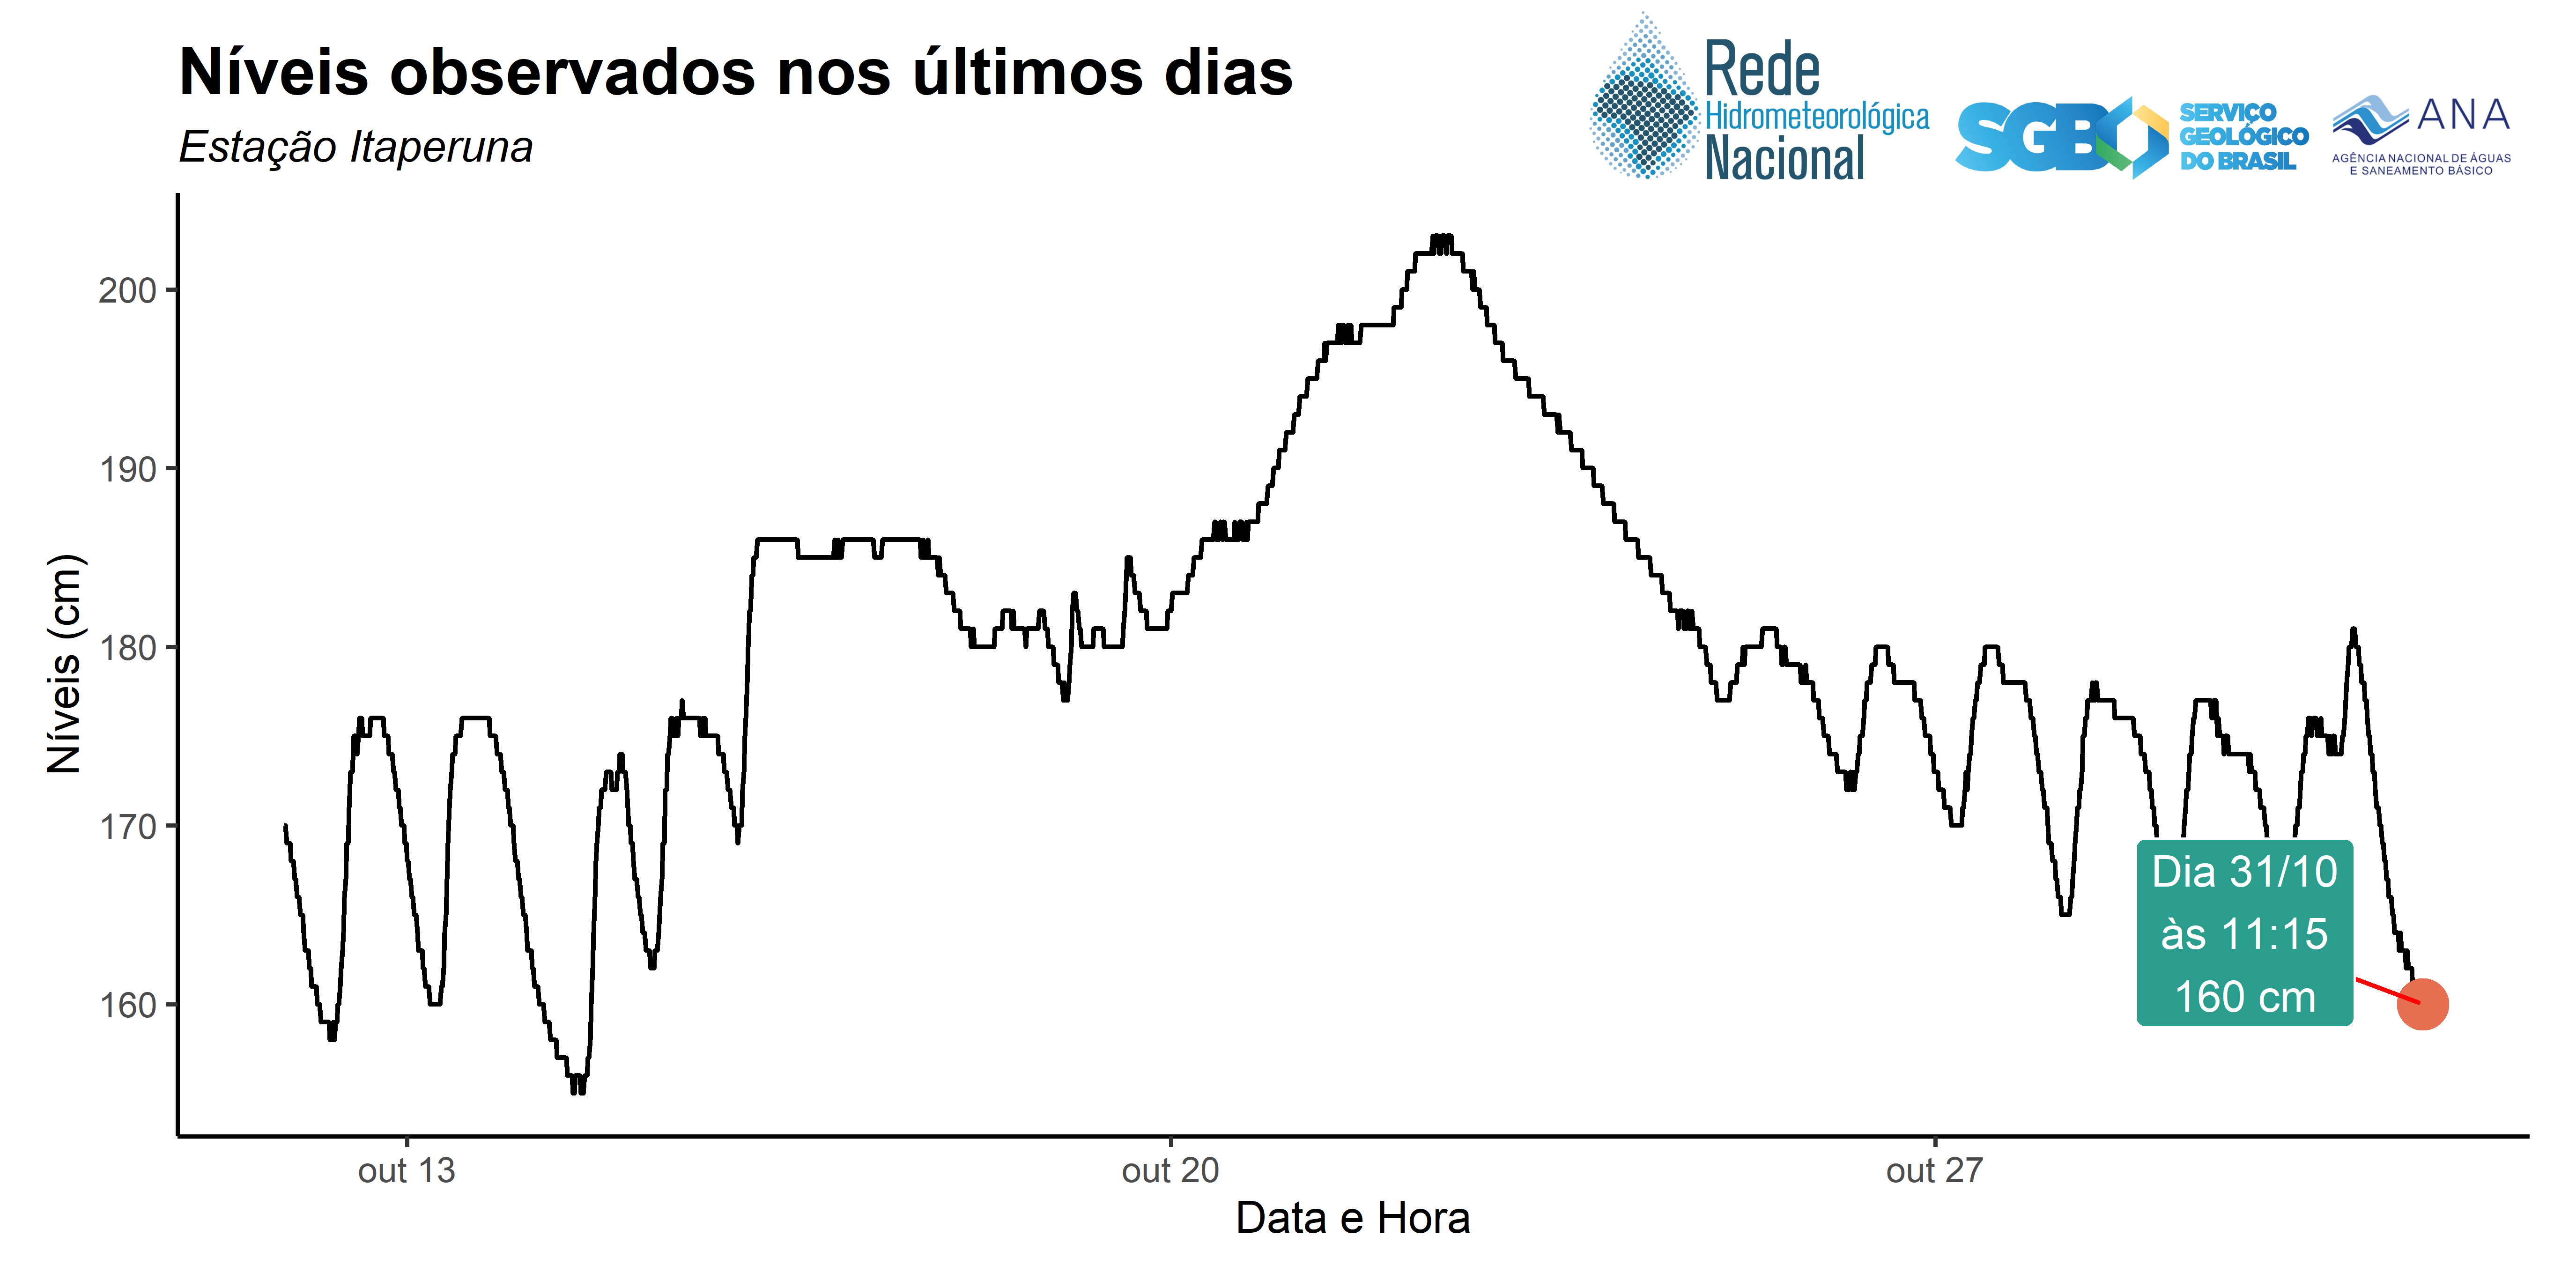 Níveis observados nos últimos dias
Estação Itaperuna
Rede
Hidrometeorológica
Nacional
SGB
SERVIÇO
GEOLÓGICO
DO BRASIL
ANA
AGÊNCIA NACIONAL DE ÁGUAS
E SANEAMENTO BÁSICO
Níveis (cm)
200
190
180
170
160
Dia 31/10
às 11:15
160 cm
out 13
out 20
out 27
Data e Hora